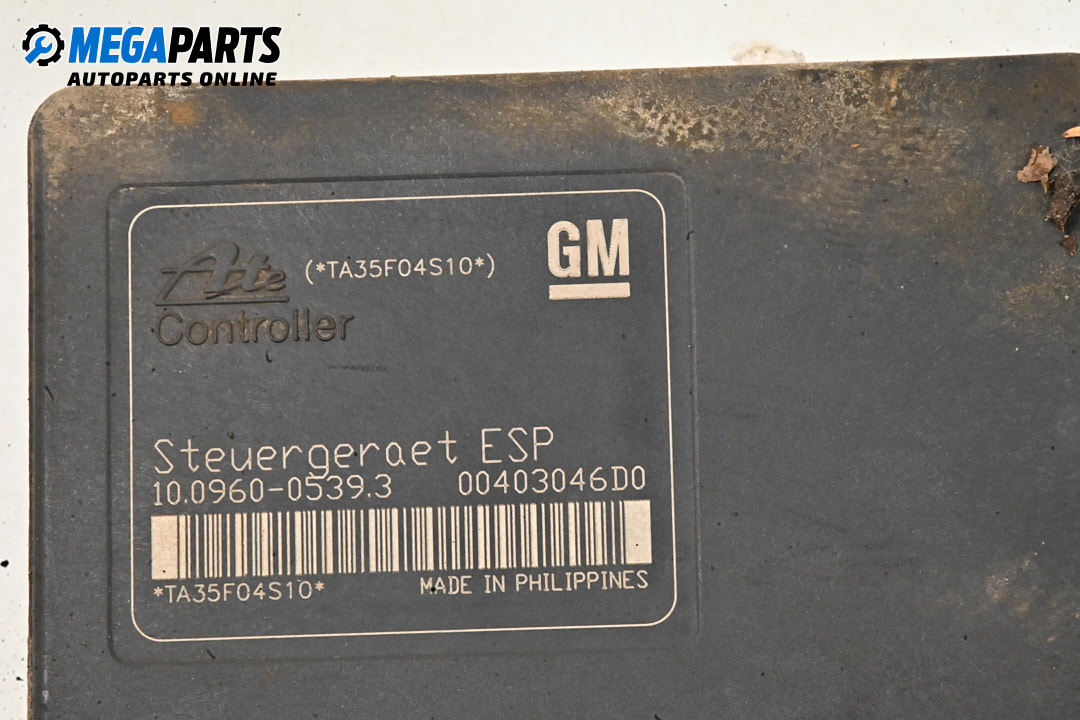 MEGAPARTS
AUTOPARTS ONLINE
Ate (*TA35F04S10*) GM
Controller
Steuergeraet ESP
10.0960-0539.3 00403046D0
*TA35F04S10* MADE IN PHILIPPINES